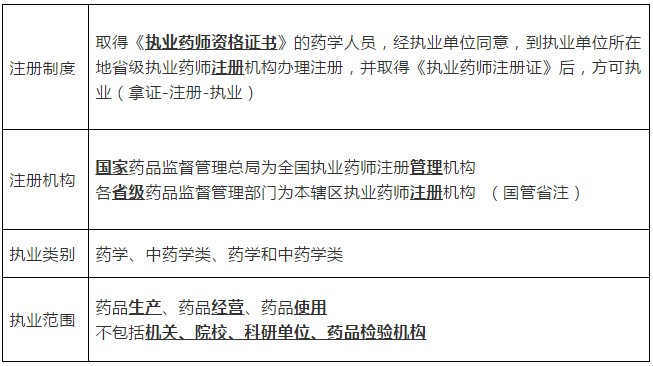 注册制度
取得《执业药师资格证书》的药学人员，经执业单位同意，到执业单位所在
地省级执业药师注册机构办理注册，并取得《执业药师注册证》后，方可执
业（拿证-注册-执业）
注册机构
国家药品监督管理总局为全国执业药师注册管理机构
各省级药品监督管理部门为本辖区执业药师注册机构 （国管省注）
执业类别
药学、中药学类、药学和中药学类
执业范围
药品生产、药品经营、药品使用
不包括机关、院校、科研单位、药品检验机构